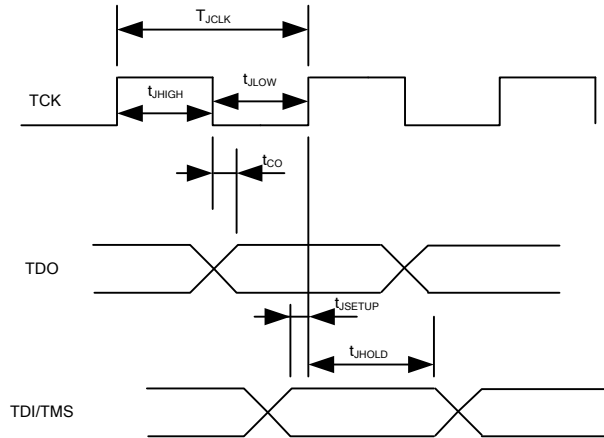 TJCLK
tJHIGH
tJLOW
TCK
tCO
TDO
tJSETUP
tJHOLD
TDI/TMS